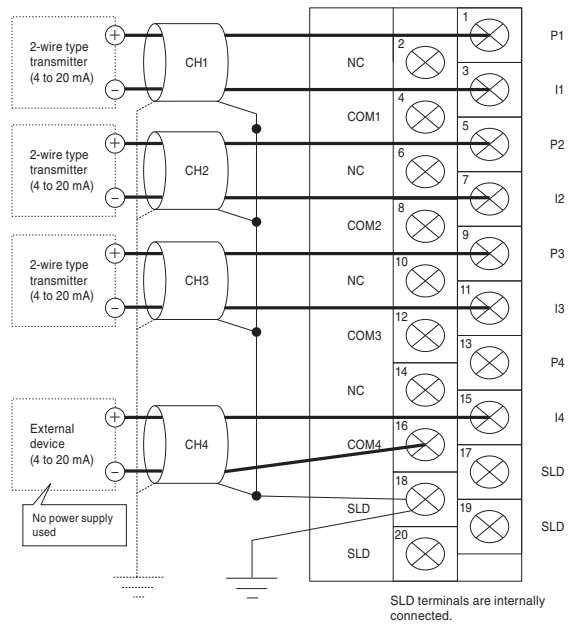 2-wire type
transmitter
(4 to 20 mA)
+
−
CH1
2-wire type
transmitter
(4 to 20 mA)
+
−
CH2
2-wire type
transmitter
(4 to 20 mA)
+
−
CH3
External
device
(4 to 20 mA)
+
−
CH4
No power supply
used
NC
COM1
NC
COM2
NC
COM3
NC
COM4
SLD
SLD
1
2
3
4
5
6
7
8
9
10
11
12
13
14
15
16
17
18
19
20
P1
I1
P2
I2
P3
I3
P4
I4
SLD
SLD
SLD terminals are internally
connected.